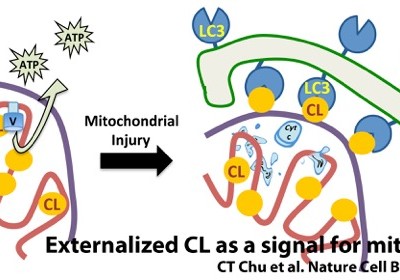 ATP
ATP
LC3
LC3
CL
Mitochondrial
Injury
V
Cyt
c
CL
CL
Externalized CL as a signal for mit
CT Chu et al. Nature Cell B